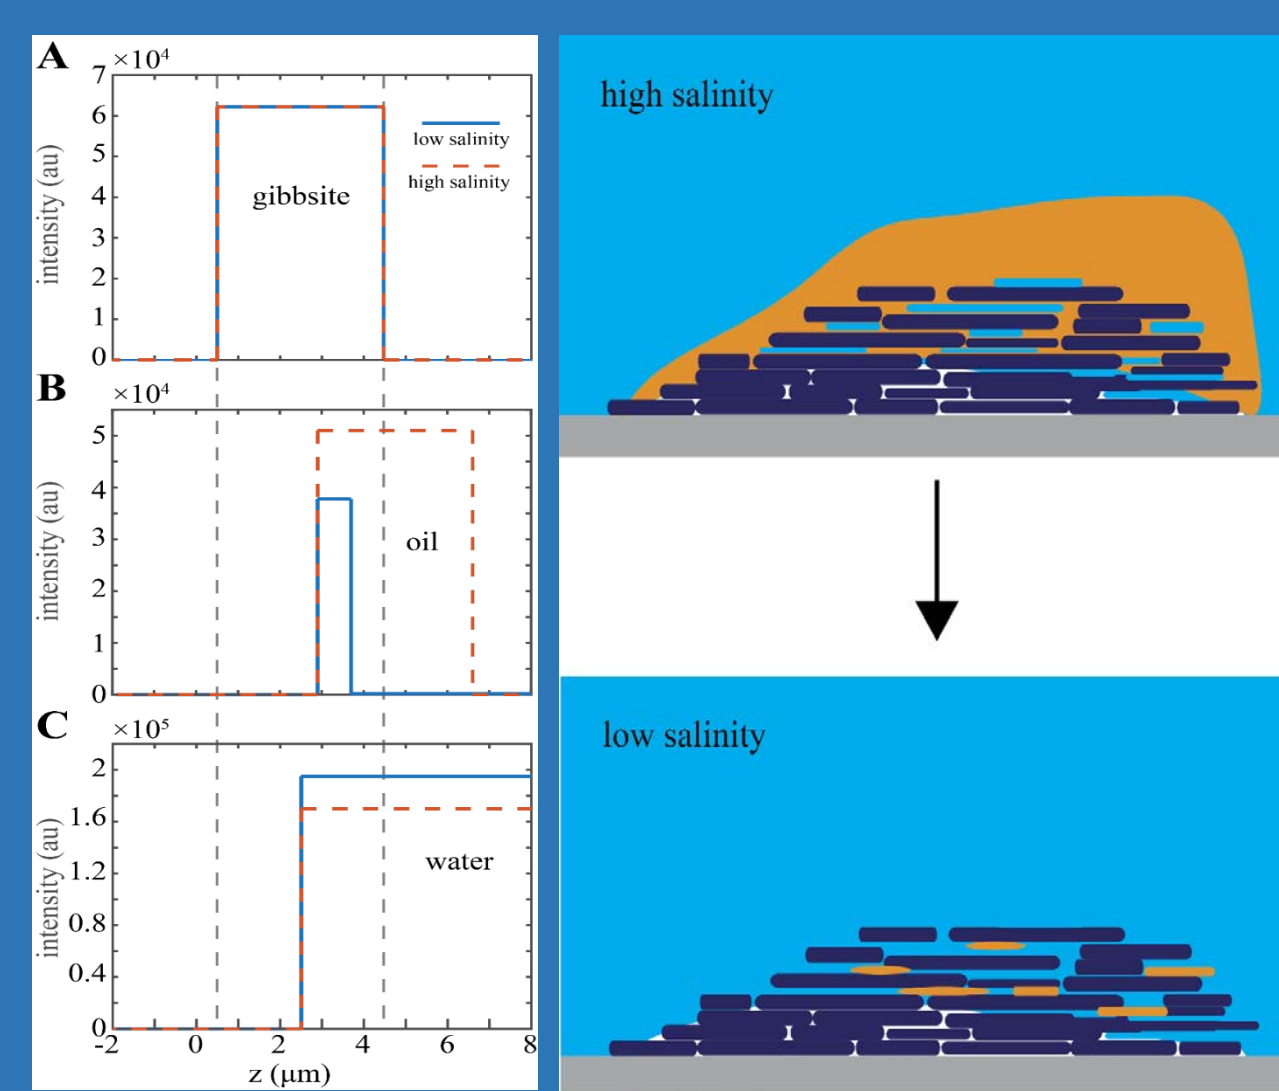 A
×10⁴
7
6
5
4
3
2
1
0
intensity (au)
low salinity
high salinity
gibbsite
B
×10⁴
5
4
3
2
1
0
intensity (au)
oil
C
×10⁵
2
1.6
1.2
0.8
0.4
0
intensity (au)
water
-2 0 2 4 6 8
z (μm)
high salinity
low salinity